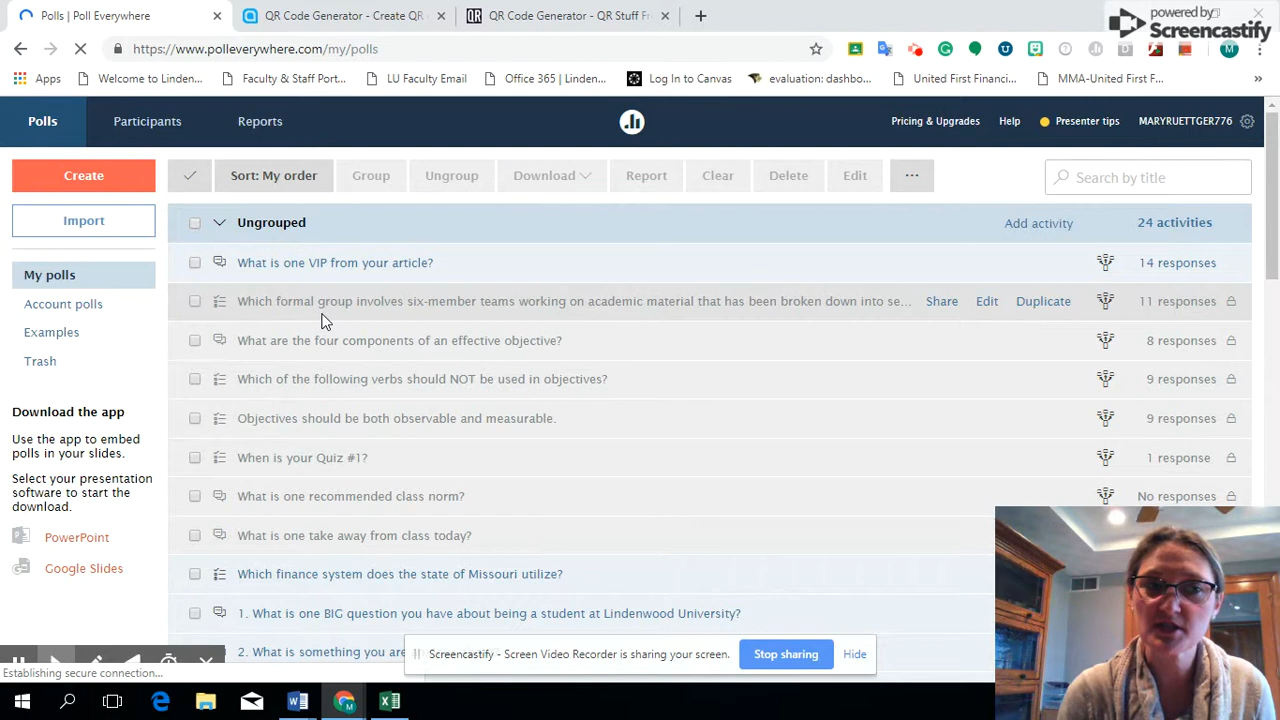 powered by
Screencastify
Polls | Poll Everywhere
QR Code Generator - Create QR
QR Code Generator - QR Stuff Fr
https://www.polleverywhere.com/my/polls
Apps
Welcome to Linden...
Faculty & Staff Port...
LU Faculty Email
Office 365 | Linden...
Log In to Canvas
evaluation: dashbo...
United First Financi...
MMA-United First F...
Polls
Participants
Reports
Pricing & Upgrades
Help
Presenter tips
MARYRUETTGER776
Create
Sort: My order
Group
Ungroup
Download
Report
Clear
Delete
Edit
...
Search by title
Import
Ungrouped
Add activity
24 activities
My polls
Account polls
Examples
Trash
What is one VIP from your article?
14 responses
Which formal group involves six-member teams working on academic material that has been broken down into se...
Share
Edit
Duplicate
11 responses
What are the four components of an effective objective?
8 responses
Which of the following verbs should NOT be used in objectives?
9 responses
Objectives should be both observable and measurable.
9 responses
When is your Quiz #1?
1 response
What is one recommended class norm?
No responses
What is one take away from class today?
Which finance system does the state of Missouri utilize?
1. What is one BIG question you have about being a student at Lindenwood University?
2. What is something you are
Download the app
Use the app to embed
polls in your slides.
Select your presentation
software to start the
download.
PowerPoint
Google Slides
Screencastify - Screen Video Recorder is sharing your screen.
Stop sharing
Hide
Establishing secure connection...